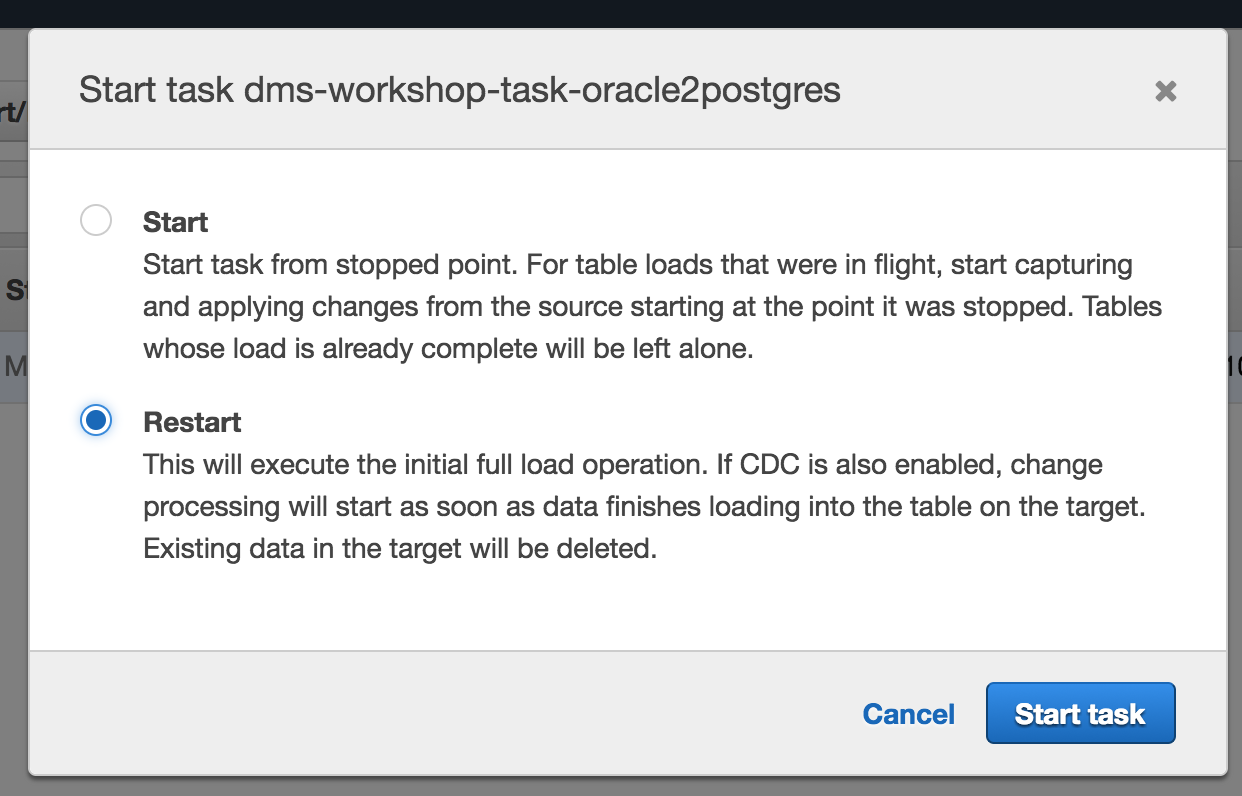 Start task dms-workshop-task-oracle2postgres
Start
Start task from stopped point. For table loads that were in flight, start capturing
and applying changes from the source starting at the point it was stopped. Tables
whose load is already complete will be left alone.
Restart
This will execute the initial full load operation. If CDC is also enabled, change
processing will start as soon as data finishes loading into the table on the target.
Existing data in the target will be deleted.
Cancel
Start task